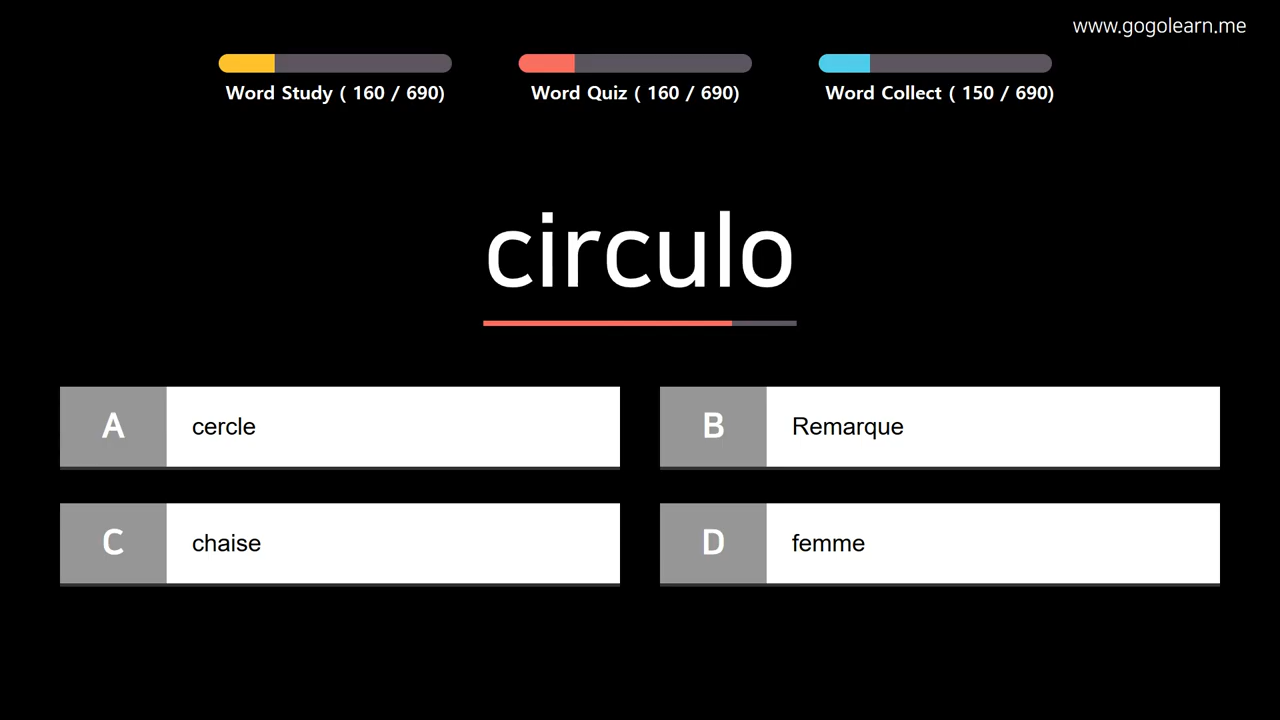 www.gogolearn.me
Word Study ( 160 / 690)
Word Quiz ( 160 / 690)
Word Collect ( 150 / 690)
circulo
A cercle
B Remarque
C chaise
D femme